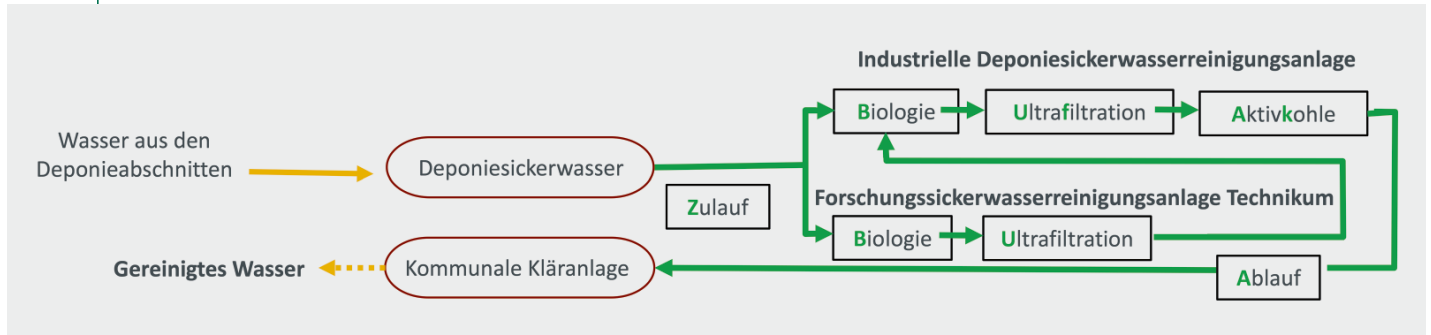 Industrielle Deponiesickerwasserreinigungsanlage
Biologie
Ultrafiltration
Aktivkohle
Wasser aus den
Deponieabschnitten
Deponiesickerwasser
Zulauf
Forschungssickerwasserreinigungsanlage Technikum
Biologie
Ultrafiltration
Gereinigtes Wasser
Kommunale Kläranlage
Ablauf